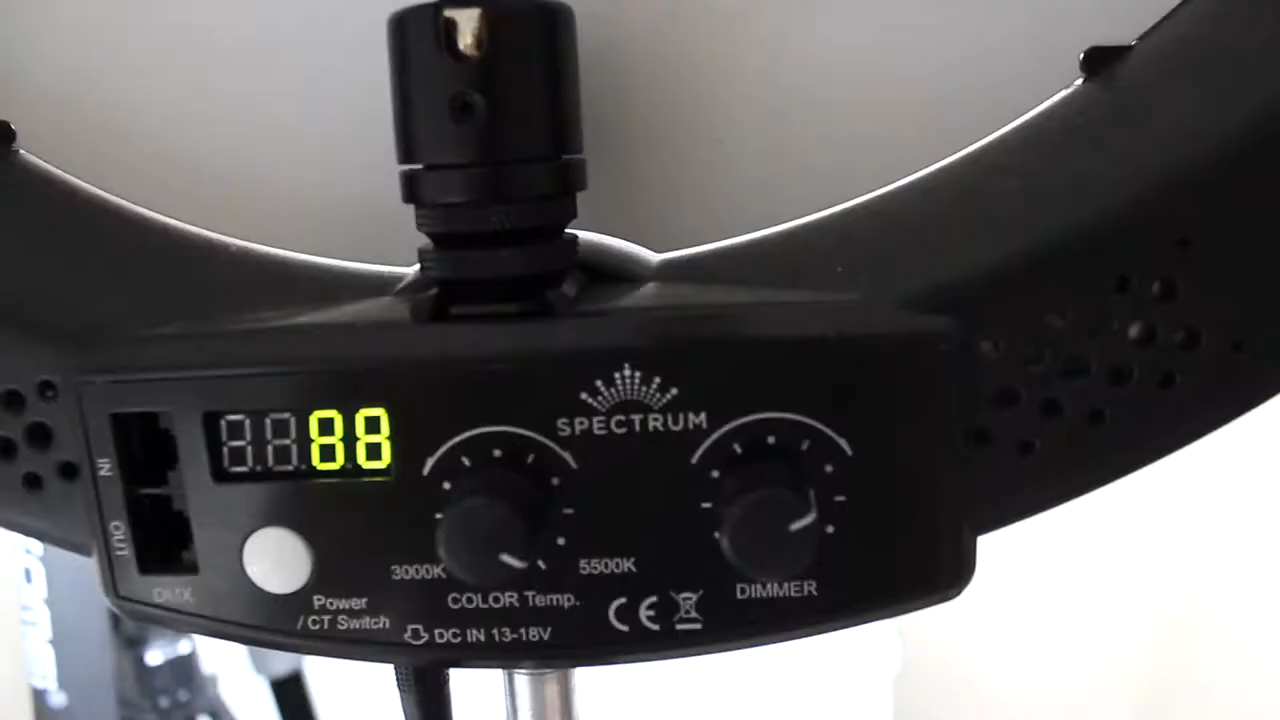 SPECTRUM
88
IN
OUT
DMX
3000K
5500K
COLOR Temp.
DIMMER
Power
/ CT Switch
DC IN 13-18V
CE